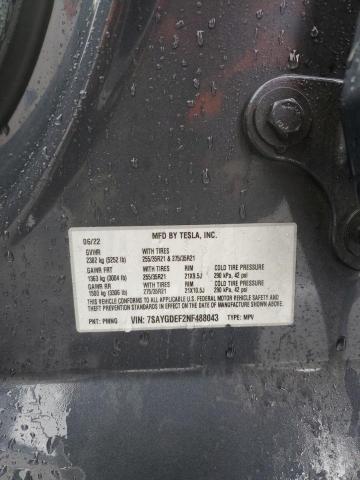 MFD BY TESLA, INC.
06/22
GVWR WITH TIRES
2382 kg (5252 lb) 255/35R21 & 275/35R21
GAWR FRT WITH TIRES RIM COLD TIRE PRESSURE
1363 kg (3004 lb) 255/35R21 21X9.5J 290 kPa, 42 psi
GAWR RR WITH TIRES RIM COLD TIRE PRESSURE
1500 kg (3306 lb) 275/35R21 21X10.5J 290 kPa, 42 psi
THIS VEHICLE CONFORMS TO ALL APPLICABLE U.S. FEDERAL MOTOR VEHICLE SAFETY AND
THEFT PREVENTION STANDARDS IN EFFECT ON THE DATE OF MANUFACTURE SHOWN ABOVE.
PNT: PMNG VIN: 7SAYGDEF2NF488043 TYPE: MPV